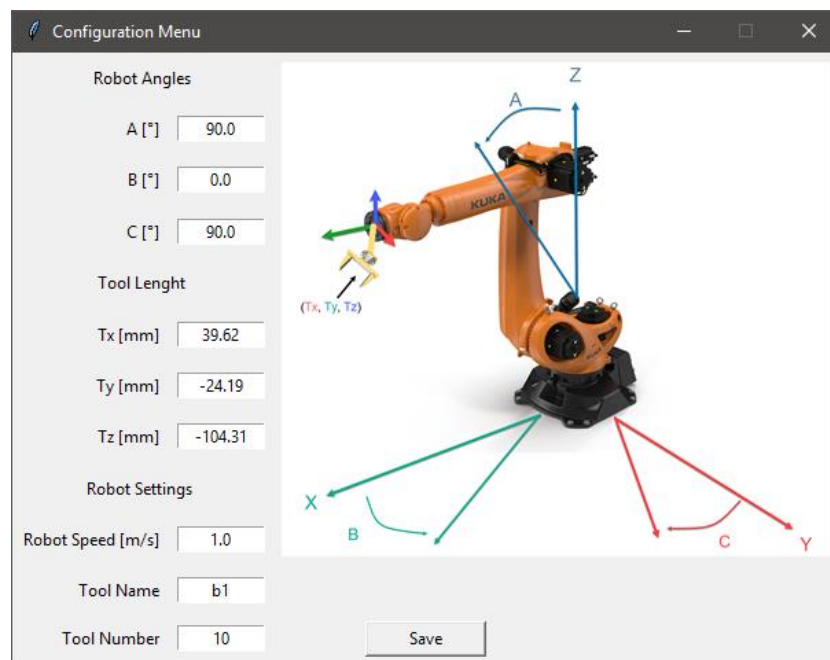 Configuration Menu
Robot Angles
A [°] 90.0
B [°] 0.0
C [°] 90.0
Tool Lenght
Tx [mm] 39.62
Ty [mm] -24.19
Tz [mm] -104.31
Robot Settings
Robot Speed [m/s] 1.0
Tool Name b1
Tool Number 10
Save
Z
A
KUKA
(Tx, Ty, Tz)
KUKA
X
B
C
Y